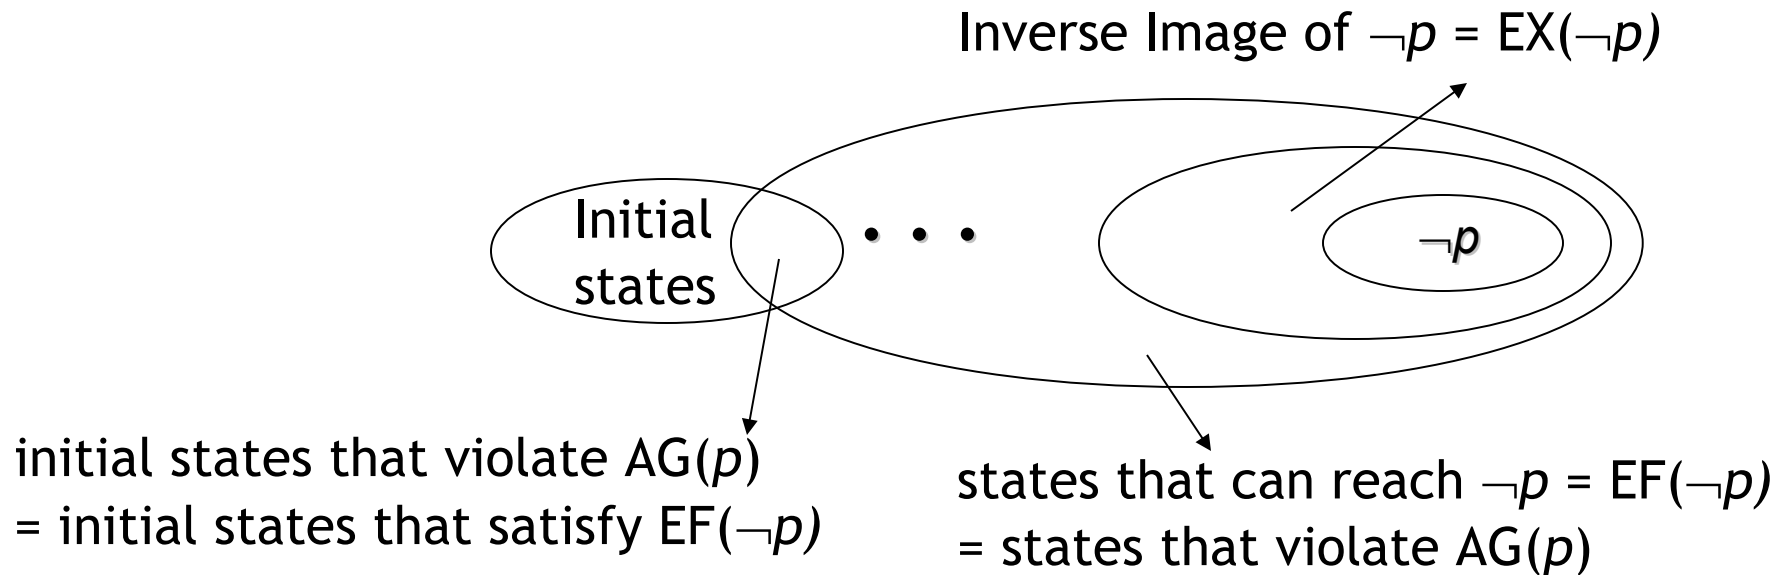 Inverse Image of ¬p = EX(¬p)
Initial
states
• • •
¬p
initial states that violate AG(p)
= initial states that satisfy EF(¬p)
states that can reach ¬p = EF(¬p)
= states that violate AG(p)